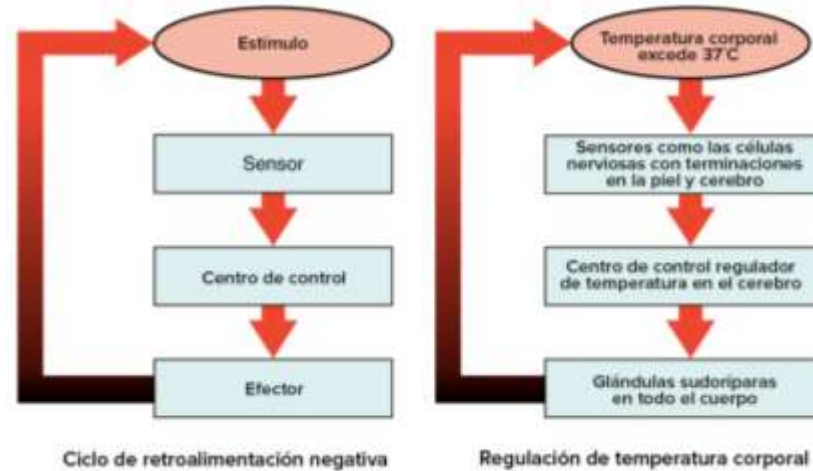 Estímulo
Sensor
Centro de control
Efector
Ciclo de retroalimentación negativa
Temperatura corporal
excede 37°C
Sensores como las células
nerviosas con terminaciones
en la piel y cerebro
Centro de control regulador
de temperatura en el cerebro
Glándulas sudoríparas
en todo el cuerpo
Regulación de temperatura corporal